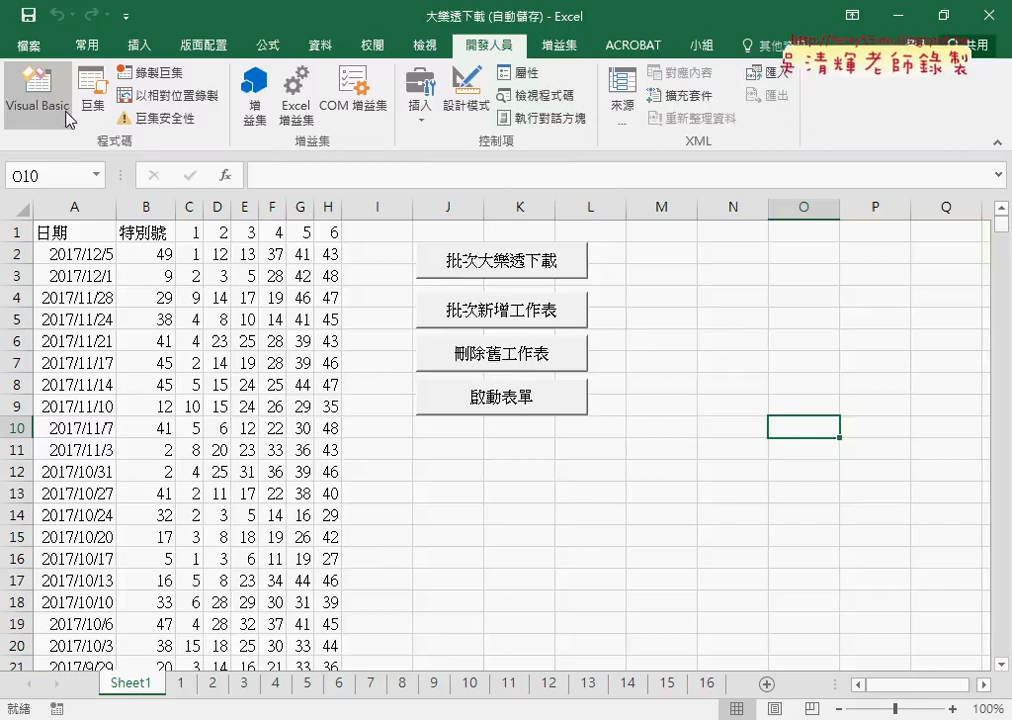 大樂透下載 (自動儲存) - Excel
檔案 常用 插入 版面配置 公式 資料 校閱 檢視 開發人員 增益集 ACROBAT 小組 共用
吳清輝老師錄製
Visual Basic 巨集 錄製巨集 以相對位置錄製 巨集安全性
增益集 Excel 增益集 COM 增益集
插入 設計模式 屬性 檢視程式碼 執行對話方塊
來源... 對應內容 擴充套件 重新整理資料 匯出
程式碼 增益集 控制項 XML
O10 fx
A B C D E F G H I J K L M N O P Q
1 日期 特別號 1 2 3 4 5 6
2 2017/12/5 49 1 12 13 37 41 43
3 2017/12/1 9 2 3 5 28 42 48
4 2017/11/28 29 9 14 17 19 46 47
5 2017/11/24 38 4 8 10 14 41 45
6 2017/11/21 41 4 23 25 28 39 43
7 2017/11/17 45 2 14 19 28 39 46
8 2017/11/14 45 5 15 24 25 44 47
9 2017/11/10 12 10 15 24 26 29 35
10 2017/11/7 41 5 6 12 22 30 48
11 2017/11/3 2 8 20 23 33 36 43
12 2017/10/31 2 4 25 31 36 39 46
13 2017/10/27 41 2 11 17 22 38 40
14 2017/10/24 32 2 3 5 14 16 29
15 2017/10/20 17 3 8 18 19 26 42
16 2017/10/17 5 1 3 6 11 19 27
17 2017/10/13 16 5 8 23 34 44 46
18 2017/10/10 33 6 28 29 30 31 39
19 2017/10/6 47 4 28 32 37 41 45
20 2017/10/3 38 15 18 25 30 33 44
21 2017/9/29 20 3 14 16 21 33 36
批次大樂透下載
批次新增工作表
刪除舊工作表
啟動表單
Sheet1 1 2 3 4 5 6 7 8 9 10 11 12 13 14 15 16
就緒 100%